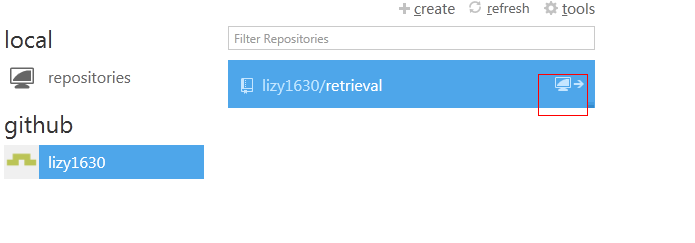 create refresh tools
local
Filter Repositories
repositories
lizy1630/retrieval
github
lizy1630